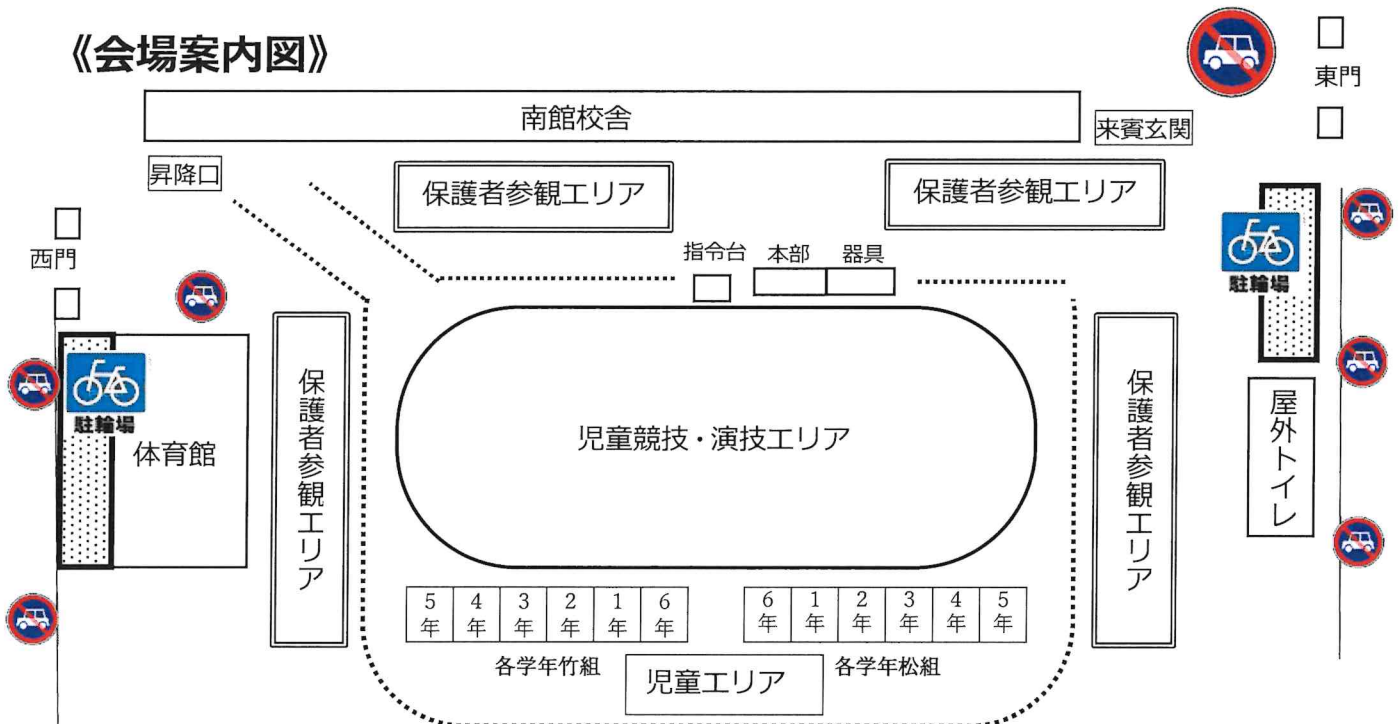 《会場案内図》
東門
南館校舎
来賓玄関
昇降口
保護者参観エリア
保護者参観エリア
西門
指令台
本部
器具
駐輪場
駐輪場
体育館
保護者参観エリア
児童競技・演技エリア
保護者参観エリア
屋外トイレ
5年
4年
3年
2年
1年
6年
6年
1年
2年
3年
4年
5年
各学年竹組
児童エリア
各学年松組